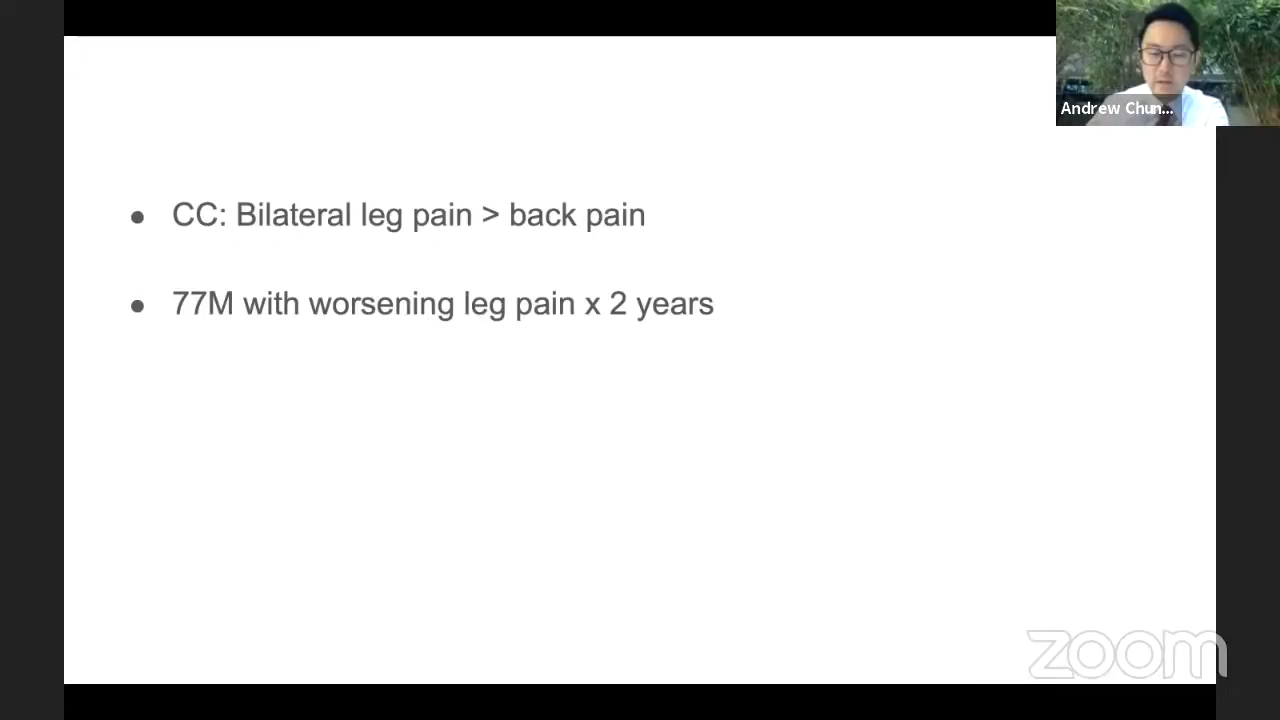 Andrew Chun...
● CC: Bilateral leg pain > back pain
● 77M with worsening leg pain x 2 years
zoom